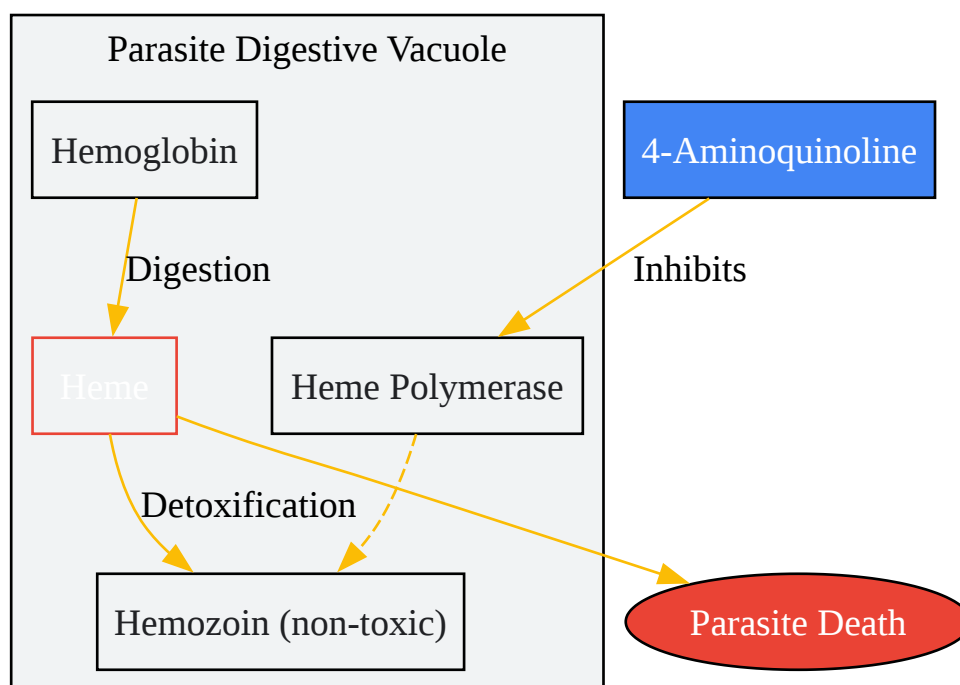 Parasite Digestive Vacuole
Hemoglobin
4-Aminoquinoline
Digestion
Inhibits
Heme
Heme Polymerase
Detoxification
Hemozoin (non-toxic)
Parasite Death